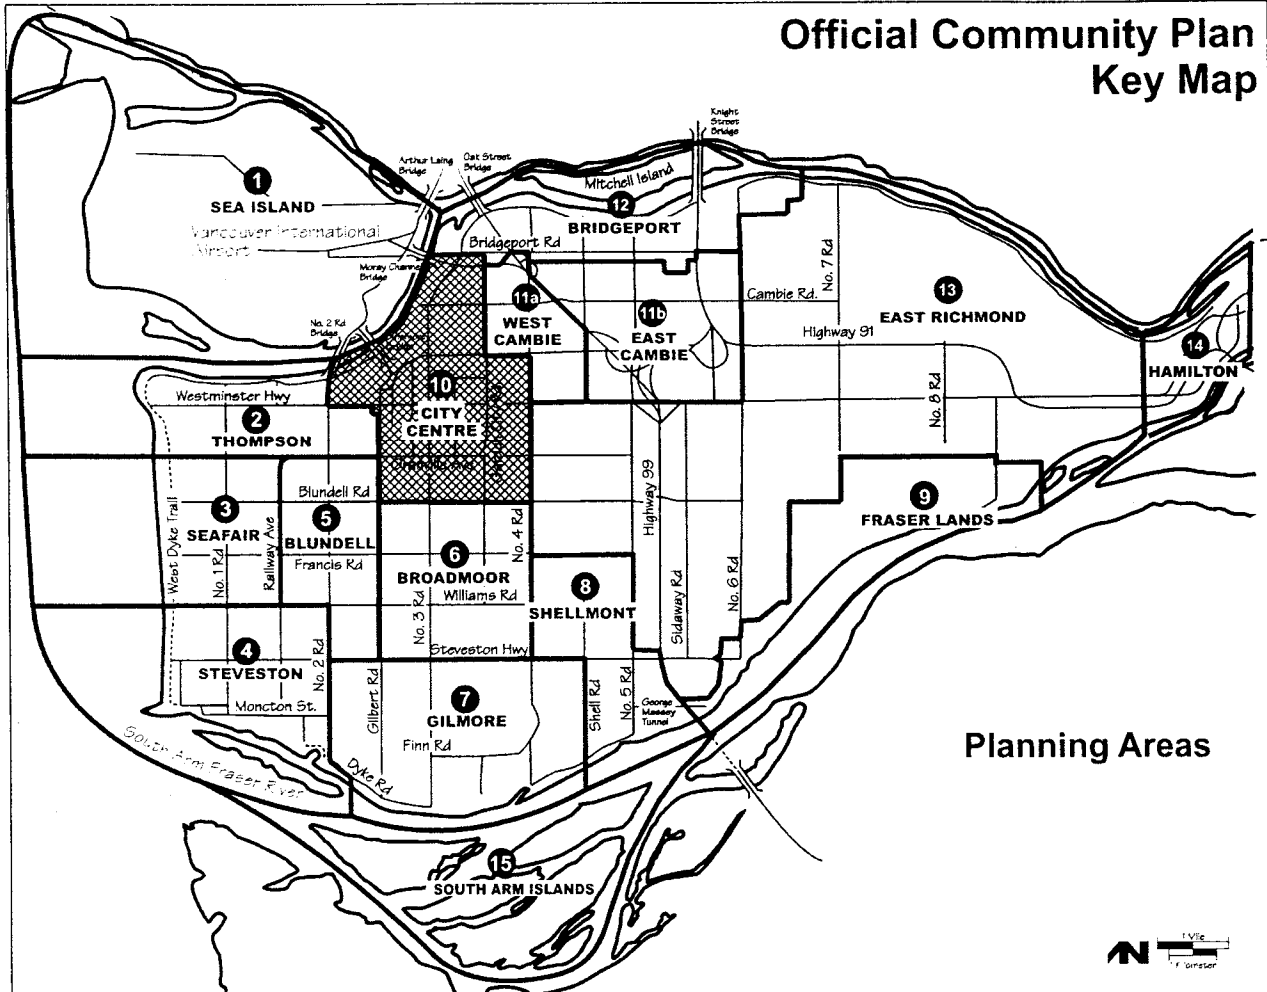 Official Community Plan
Key Map
Knight
Street
Bridge
Arthur Laing
Bridge
Oak Street
Bridge
Mitchell Island
1
SEA ISLAND
12
BRIDGEPORT
Vancouver International
Airport
Bridgeport Rd
Moray Channel
Bridge
No. 7 Rd
11a
WEST
CAMBIE
11b
EAST
CAMBIE
Cambie Rd.
13
EAST RICHMOND
No. 2 Rd
Bridge
Highway 91
14
HAMILTON
10
CITY
CENTRE
Westminster Hwy
2
THOMPSON
No. 8 Rd
Blundell Rd
3
SEAFAIR
5
BLUNDELL
Francis Rd
West Dyke Trail
No. 1 Rd
Railway Ave
6
BROADMOOR
Williams Rd
No. 3 Rd
No. 4 Rd
8
SHELLMONT
Highway 99
Sidaway Rd
No. 6 Rd
9
FRASER LANDS
Steveston Hwy
4
STEVESTON
No. 2 Rd
Moncton St.
Gilbert Rd
7
GILMORE
Finn Rd
Shell Rd
No. 5 Rd
George
Massey
Tunnel
Dyke Rd
South Arm Fraser River
Planning Areas
15
SOUTH ARM ISLANDS
N
1 Mile